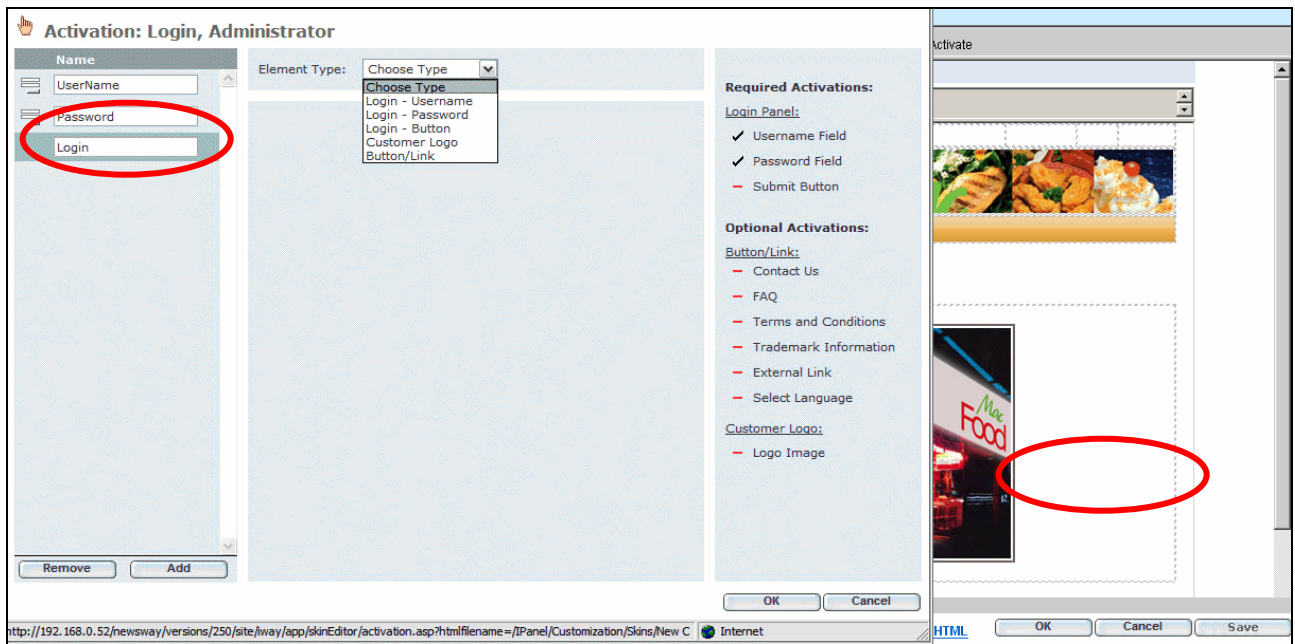 Activation: Login, Administrator
Name
UserName
Password
Login
Remove
Add
Element Type:
Choose Type
Choose Type
Login - Username
Login - Password
Login - Button
Customer Logo
Button/Link
Required Activations:
Login Panel:
Username Field
Password Field
Submit Button
Optional Activations:
Button/Link:
Contact Us
FAQ
Terms and Conditions
Trademark Information
External Link
Select Language
Customer Logo:
Logo Image
OK
Cancel
http://192.168.0.52/newsway/versions/250/site/iway/app/skinEditor/activation.asp?htmlfilename=/IPanel/Customization/Skins/New C
Internet
Activate
Mac
Food
HTML
OK
Cancel
Save